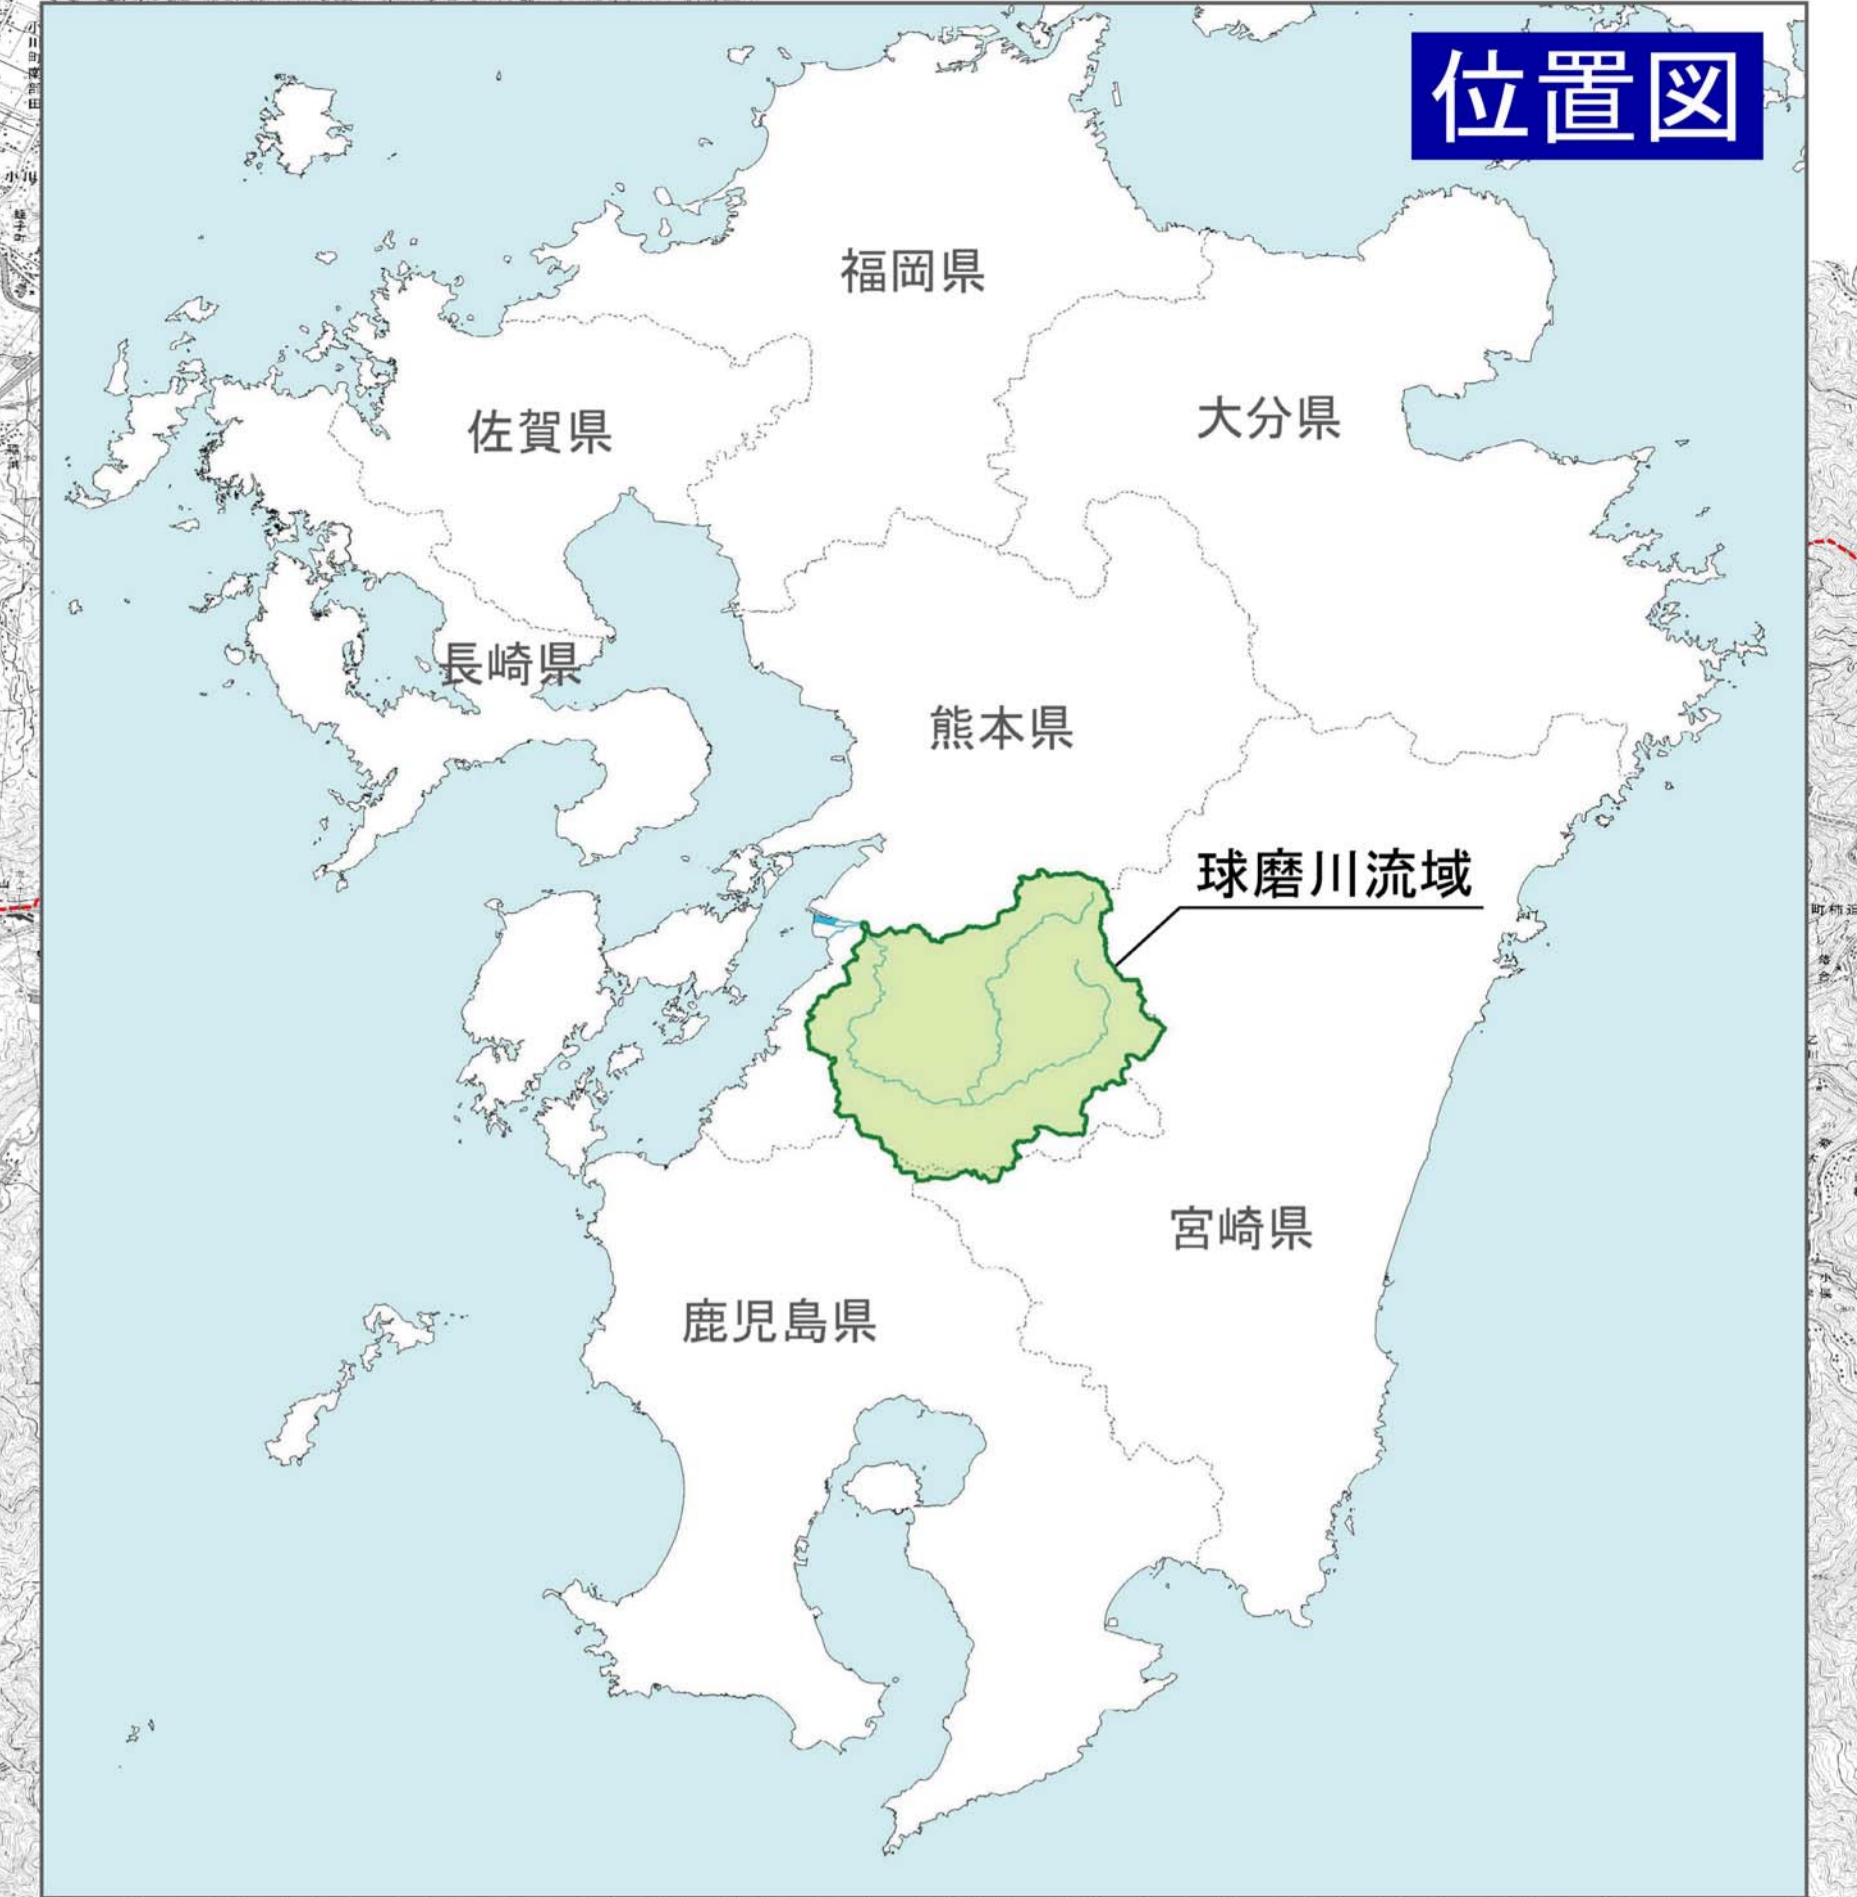 位置図
福岡県
佐賀県
大分県
長崎県
熊本県
球磨川流域
宮崎県
鹿児島県